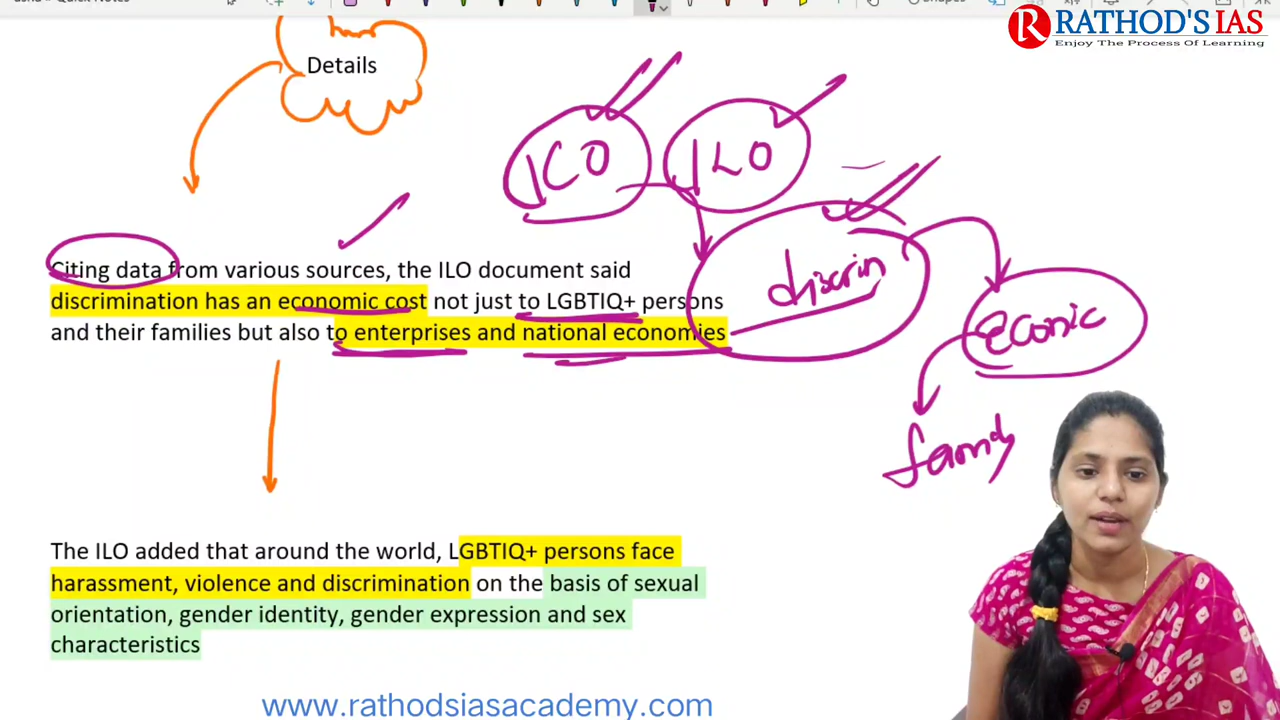 RATHOD'S IAS
Enjoy The Process Of Learning
Details
ICO ILO
Citing data from various sources, the ILO document said
discrimination has an economic cost not just to LGBTIQ+ persons
and their families but also to enterprises and national economies
discrin
econic
The ILO added that around the world, LGBTIQ+ persons face
harassment, violence and discrimination on the basis of sexual
orientation, gender identity, gender expression and sex
characteristics
www.rathodsiasacademy.com